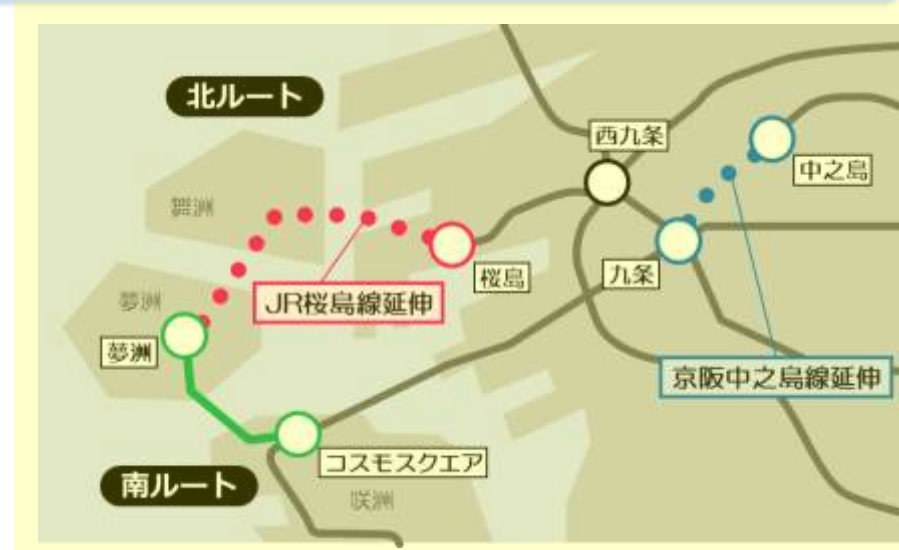 北ルート
西九条
中之島
舞洲
桜島
九条
夢洲
JR桜島線延伸
夢洲
京阪中之島線延伸
コスモスクエア
南ルート
咲洲